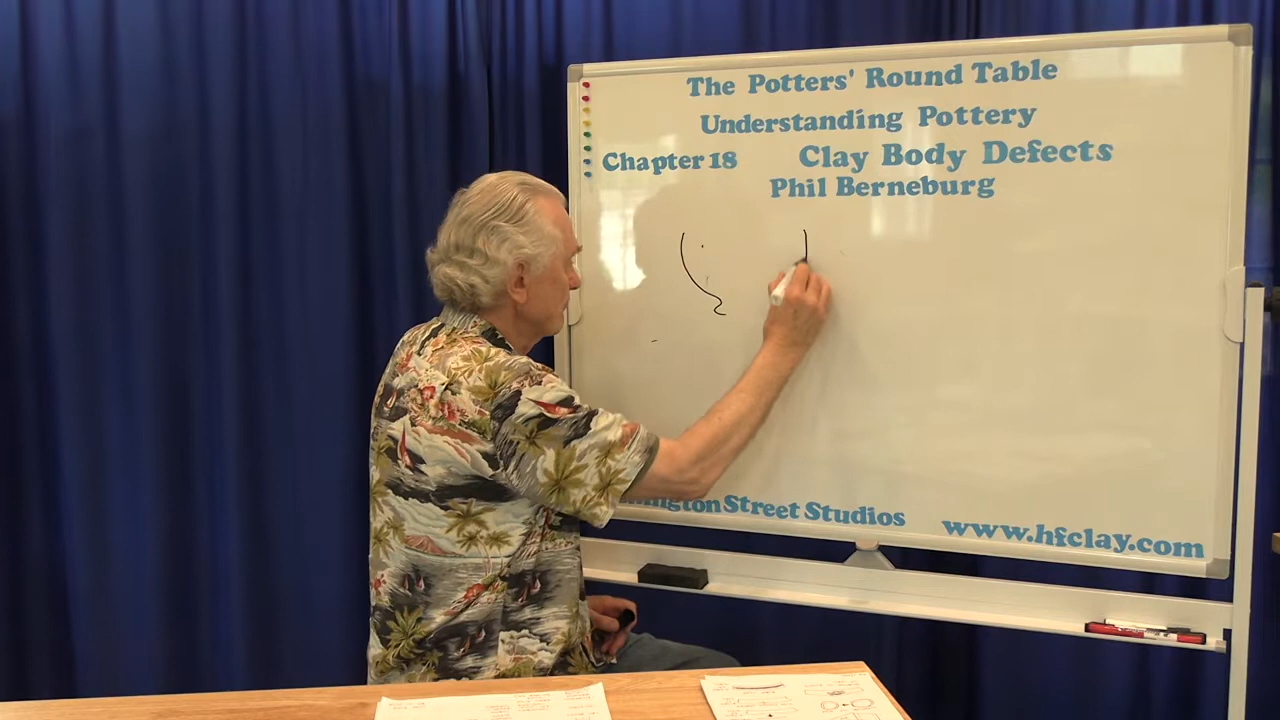 The Potters' Round Table
Understanding Pottery
Chapter 18 Clay Body Defects
Phil Berneburg
Street Studios
www.hfclay.com